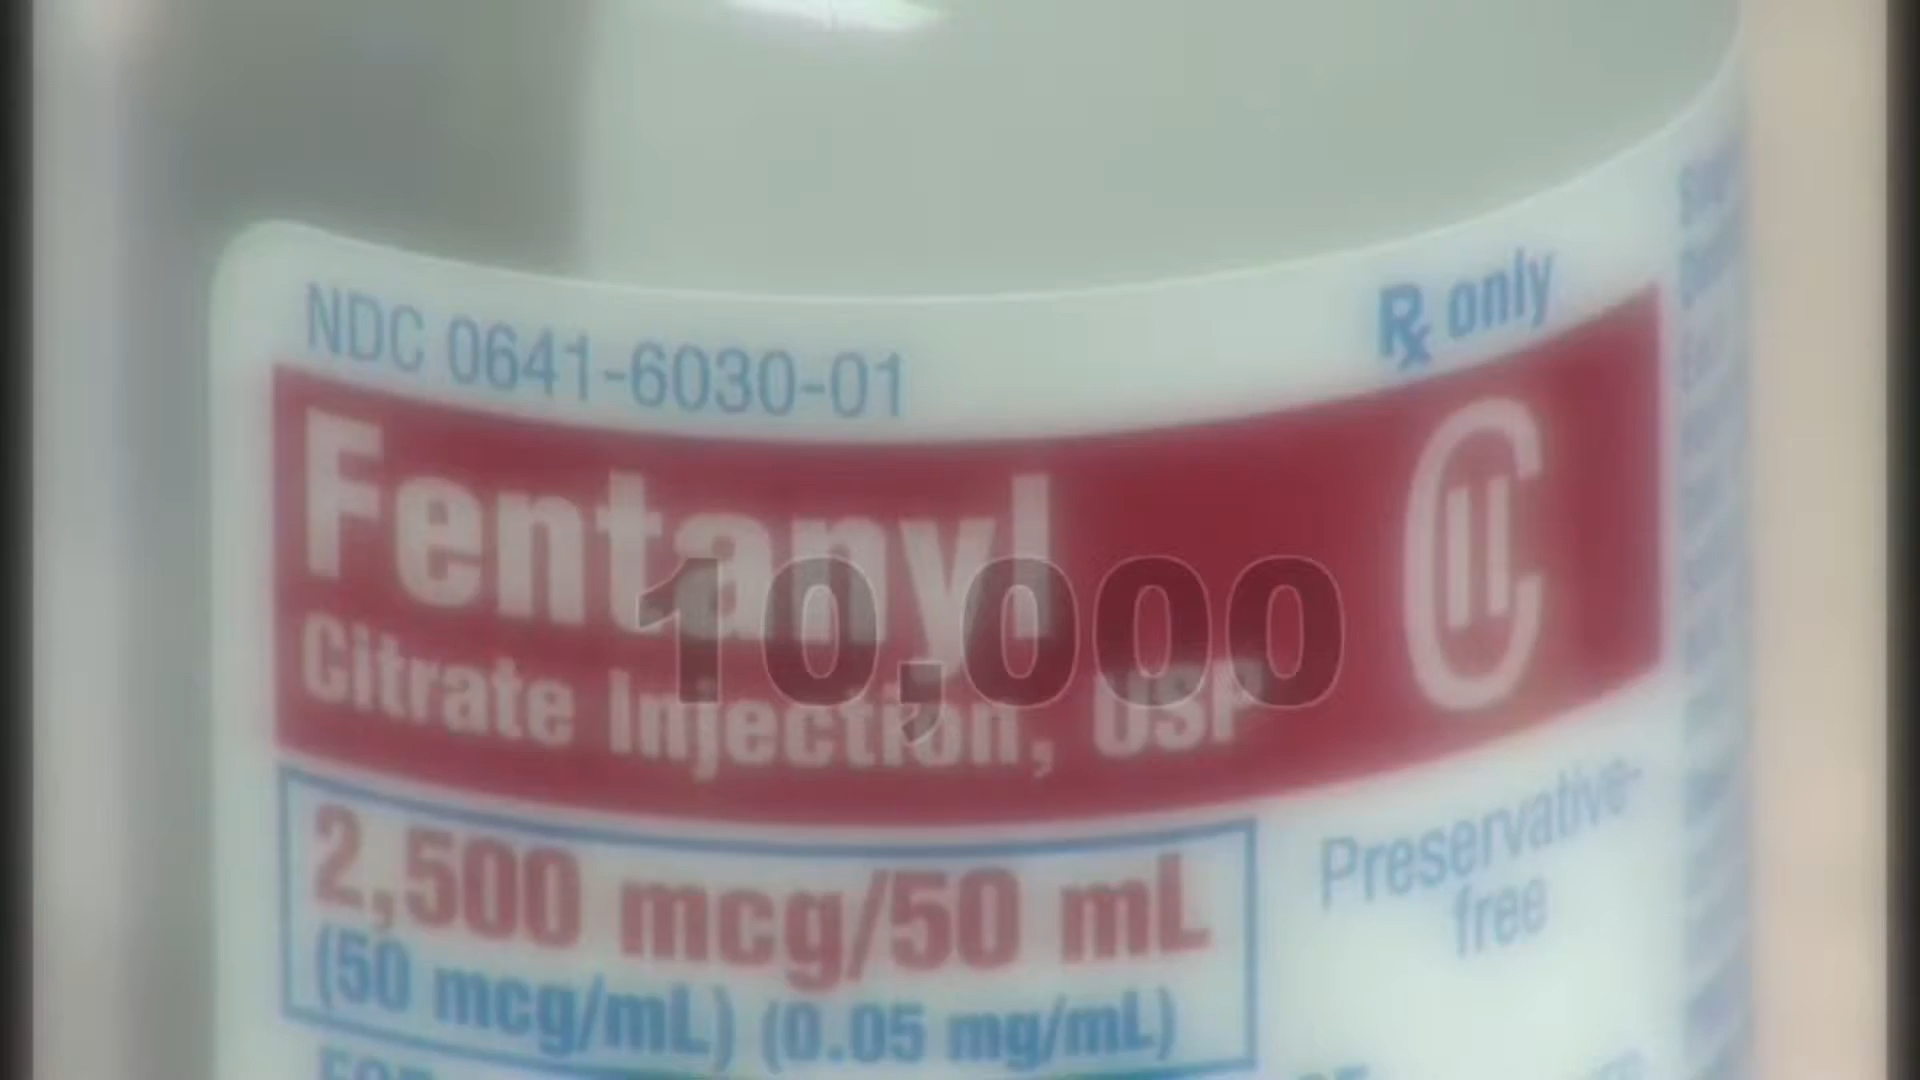 NDC 0641-6030-01
Rx only
Fentanyl
CII
10,000
Citrate Injection, USP
2,500 mcg/50 mL
Preservative-
free
(50 mcg/mL) (0.05 mg/mL)